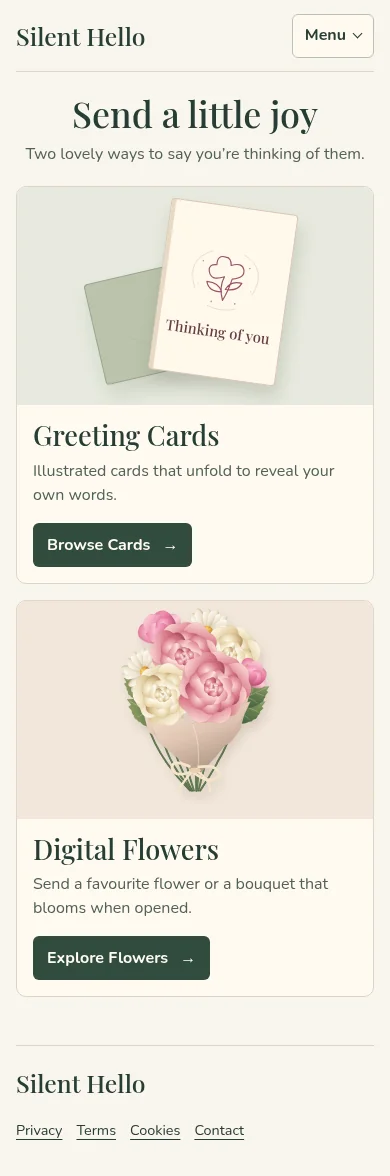 Silent Hello
Menu
Send a little joy
Two lovely ways to say you’re thinking of them.
Thinking of you
Greeting Cards
Illustrated cards that unfold to reveal your
own words.
Browse Cards →
Digital Flowers
Send a favourite flower or a bouquet that
blooms when opened.
Explore Flowers →
Silent Hello
Privacy Terms Cookies Contact